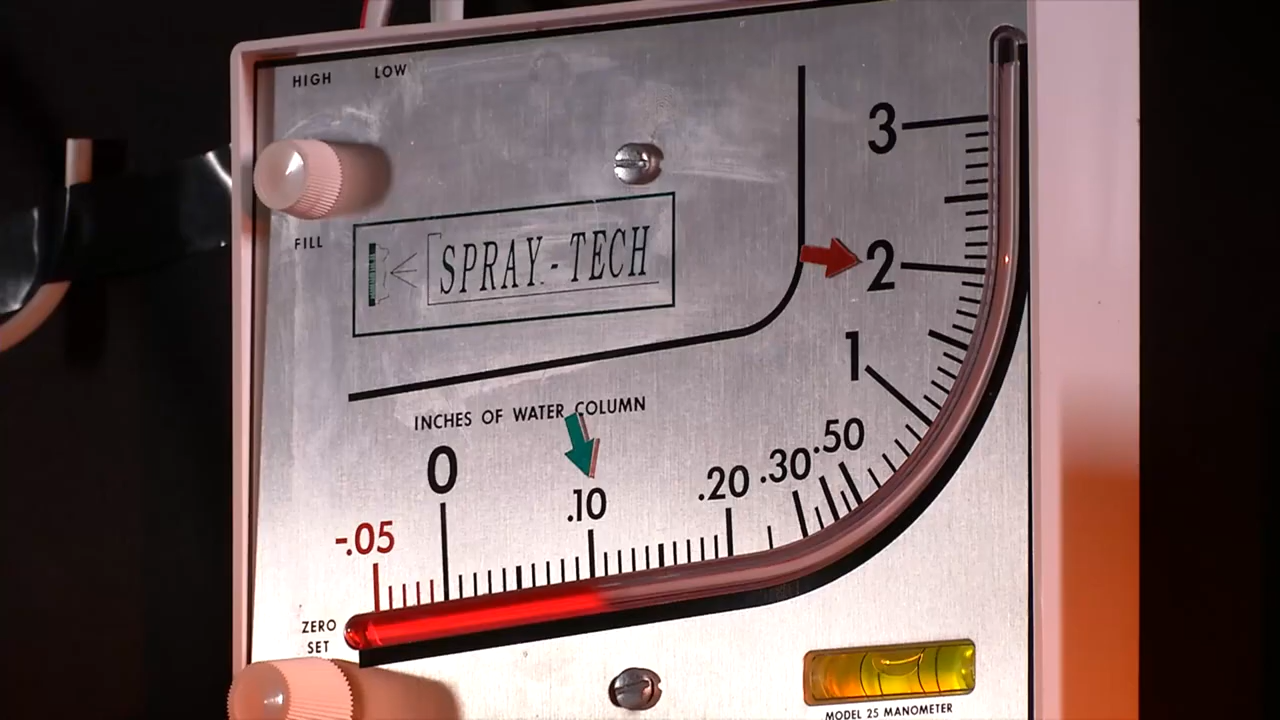 HIGH LOW
FILL
SPRAY-TECH
3
2
1
INCHES OF WATER COLUMN
-.05 0 .10 .20 .30 .50
ZERO
SET
MODEL 25 MANOMETER